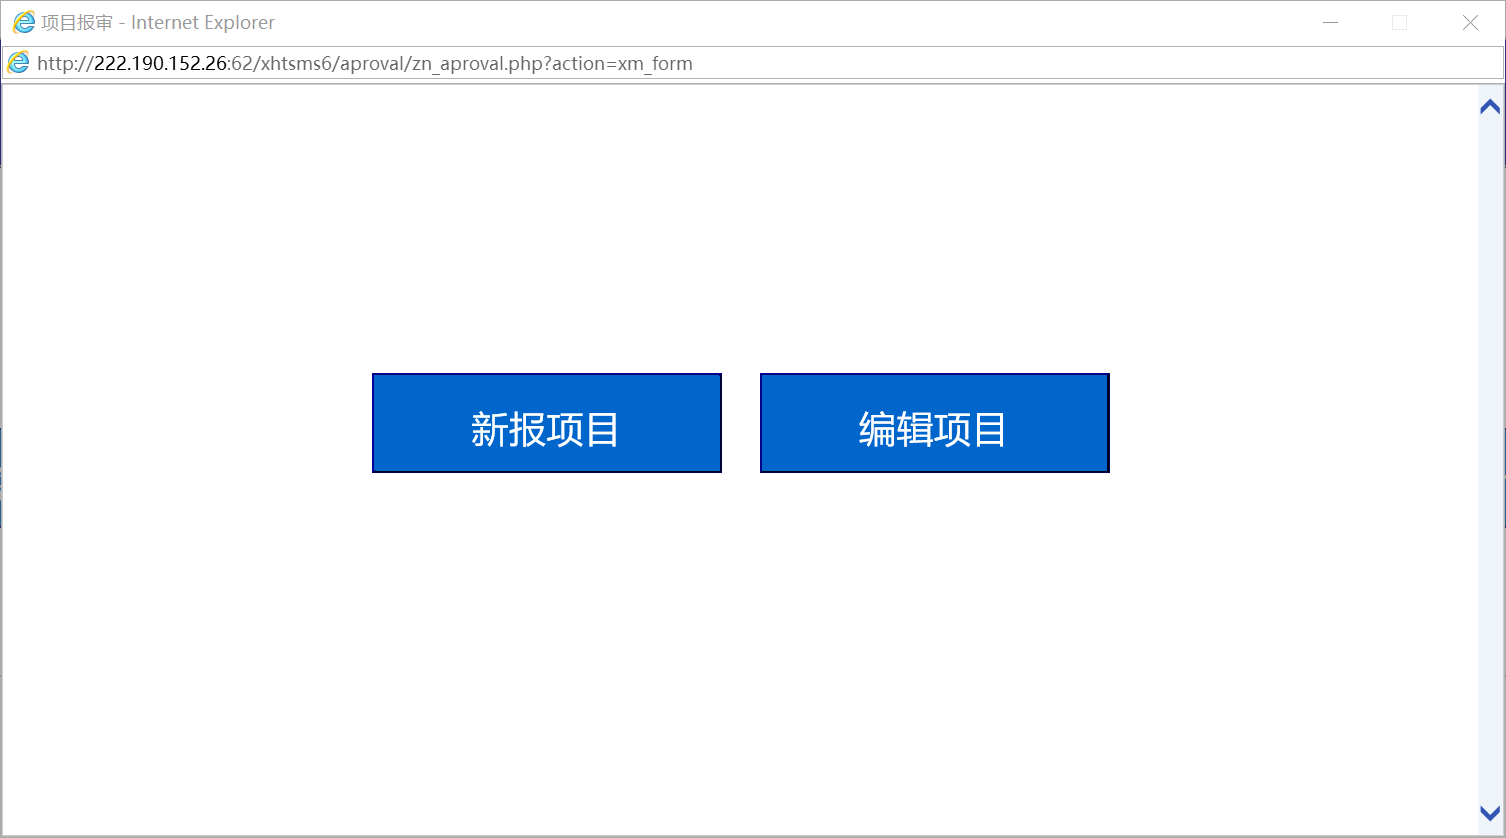 项目报审 - Internet Explorer
http://222.190.152.26:62/xhtsms6/aproval/zn_aproval.php?action=xm_form
新报项目 编辑项目